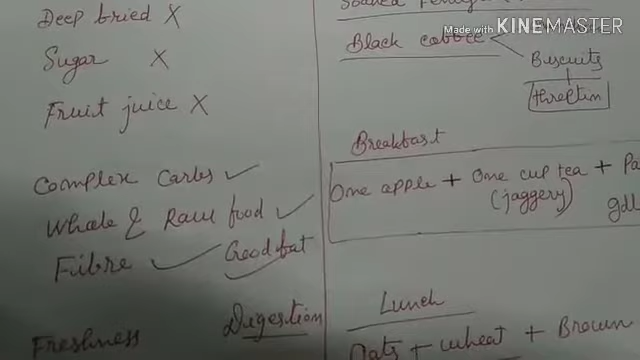 Deep fried X
Sugar X
Fruit juice X
Complex Carbs ✓
Whole & Raw food ✓
Fibre ✓ Good fat ✓
Freshness Digestion
Made with KINEMASTER
Black coffee
Biscuits
threptin
Breakfast
One apple + One cup tea +
(jaggery)
Lunch
Oats + wheat + Brown